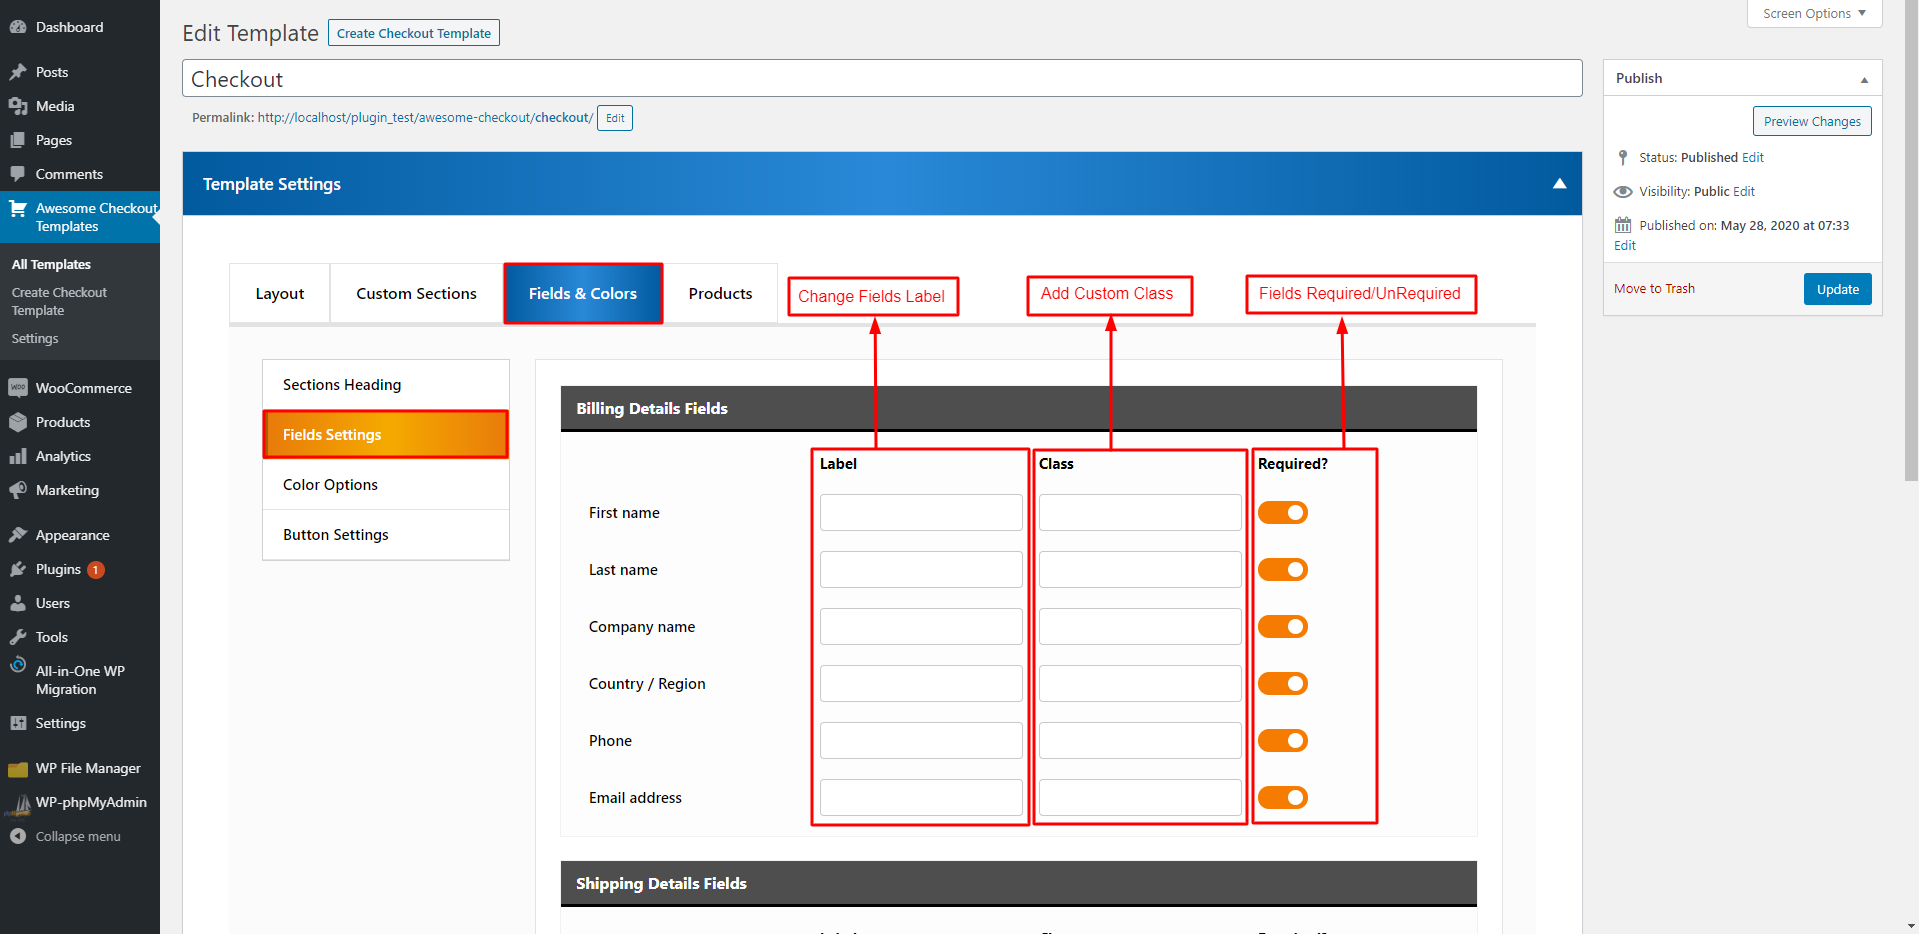 Dashboard
Posts
Media
Pages
Comments
Awesome Checkout
Templates
All Templates
Create Checkout
Template
Settings
WooCommerce
Products
Analytics
Marketing
Appearance
Plugins 1
Users
Tools
All-in-One WP
Migration
Settings
WP File Manager
WP-phpMyAdmin
Collapse menu
Screen Options
Edit Template
Create Checkout Template
Checkout
Permalink: http://localhost/plugin_test/awesome-checkout/checkout/ Edit
Template Settings
Layout
Custom Sections
Fields & Colors
Products
Change Fields Label
Add Custom Class
Fields Required/UnRequired
Sections Heading
Fields Settings
Color Options
Button Settings
Billing Details Fields
Label
Class
Required?
First name
Last name
Company name
Country / Region
Phone
Email address
Shipping Details Fields
Publish
Preview Changes
Status: Published Edit
Visibility: Public Edit
Published on: May 28, 2020 at 07:33
Edit
Move to Trash
Update